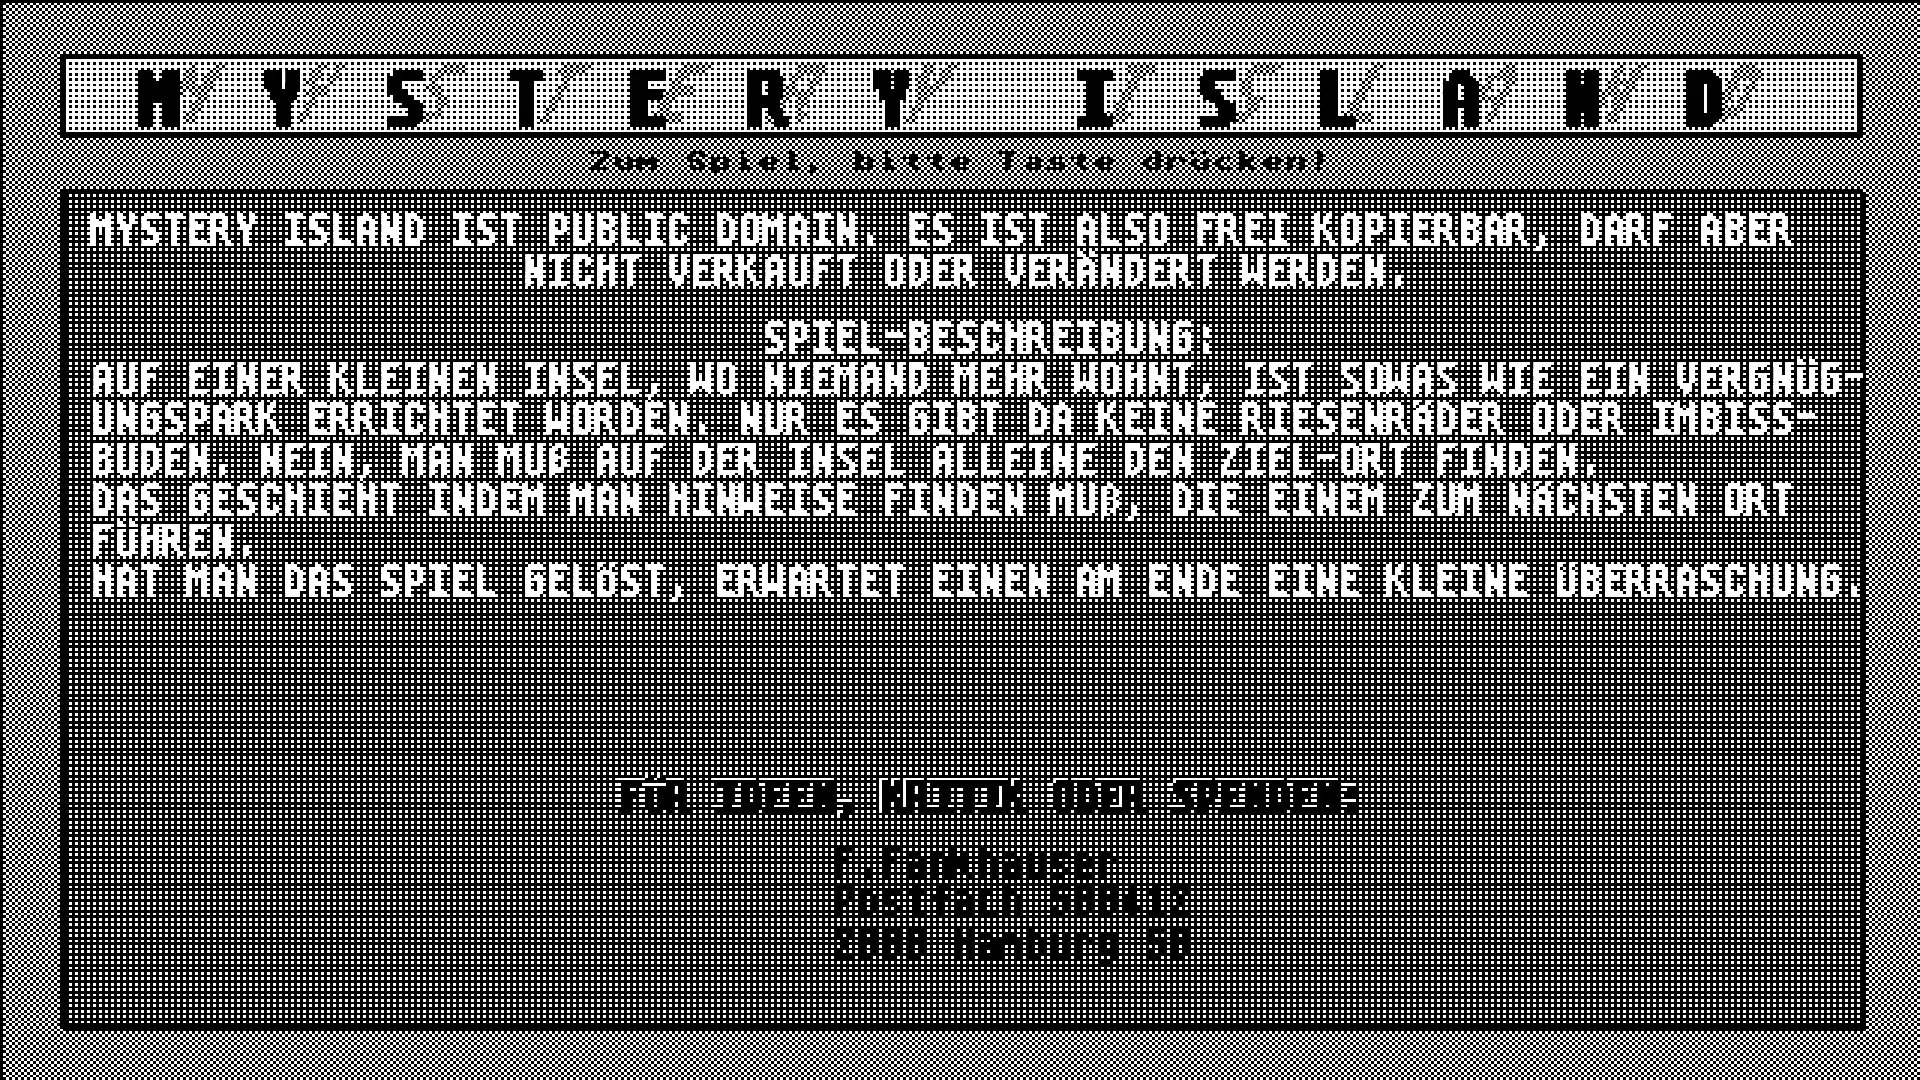 MYSTERY ISLAND
Zum Spiel, bitte Taste drücken!
MYSTERY ISLAND IST PUBLIC DOMAIN. ES IST ALSO FREI KOPIERBAR, DARF ABER
NICHT VERKAUFT ODER VERÄNDERT WERDEN.
SPIEL-BESCHREIBUNG:
AUF EINER KLEINEN INSEL, WO NIEMAND MEHR WOHNT, IST SOWAS WIE EIN VERGNÜG-
UNGSPARK ERRICHTET WORDEN. NUR ES GIBT DA KEINE RIESENRÄDER ODER IMBISS-
BUDEN. NEIN, MAN MUß AUF DER INSEL ALLEINE DEN ZIEL-ORT FINDEN.
DAS GESCHIEHT INDEM MAN HINWEISE FINDEN MUß, DIE EINEM ZUM NÄCHSTEN ORT
FÜHREN.
HAT MAN DAS SPIEL GELÖST, ERWARTET EINEN AM ENDE EINE KLEINE ÜBERRASCHUNG.
FÜR IDEEN, KRITIK ODER SPENDEN:
F.Fankhauser
Postfach
2000 Hamburg 50